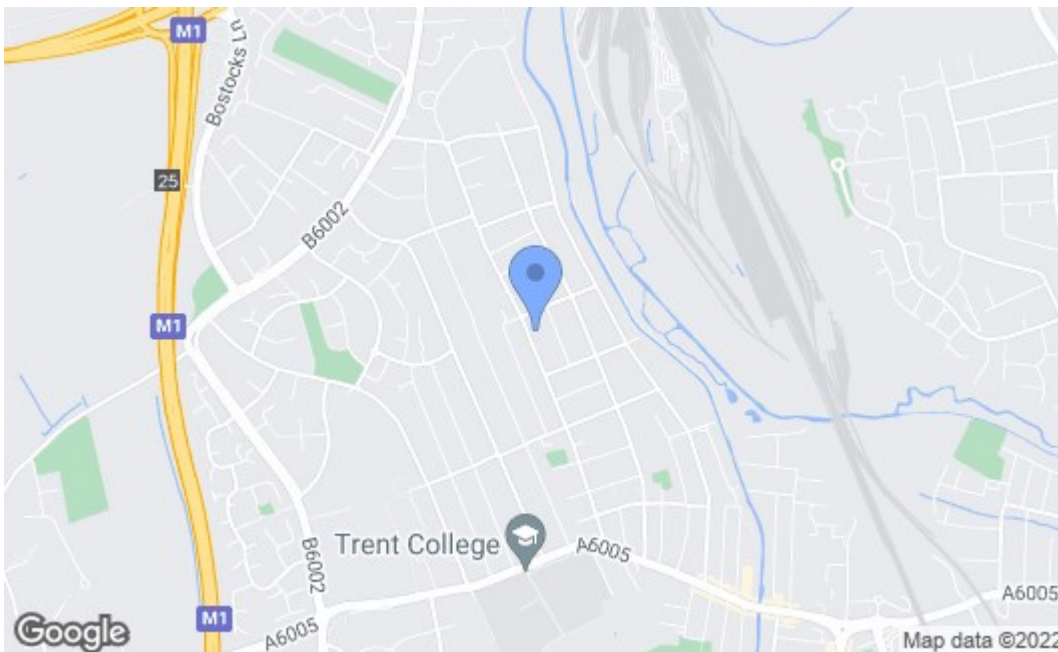 M1
Bostocks Ln
25
B6002
M1
Trent College
A6005
B6002
A6005
M1
A6005
Google
Map data ©2022